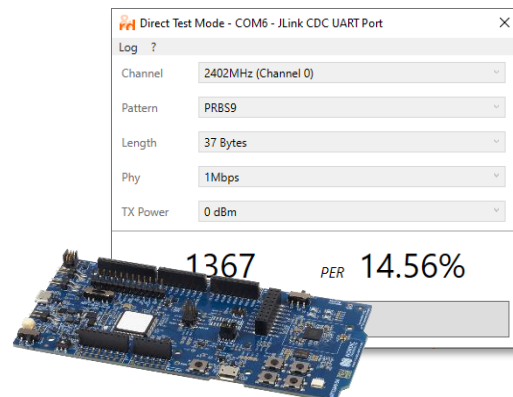 Direct Test Mode - COM6 - JLink CDC UART Port
Log ?
Channel 2402MHz (Channel 0)
Pattern PRBS9
Length 37 Bytes
Phy 1Mbps
TX Power 0 dBm
1367 PER 14.56%